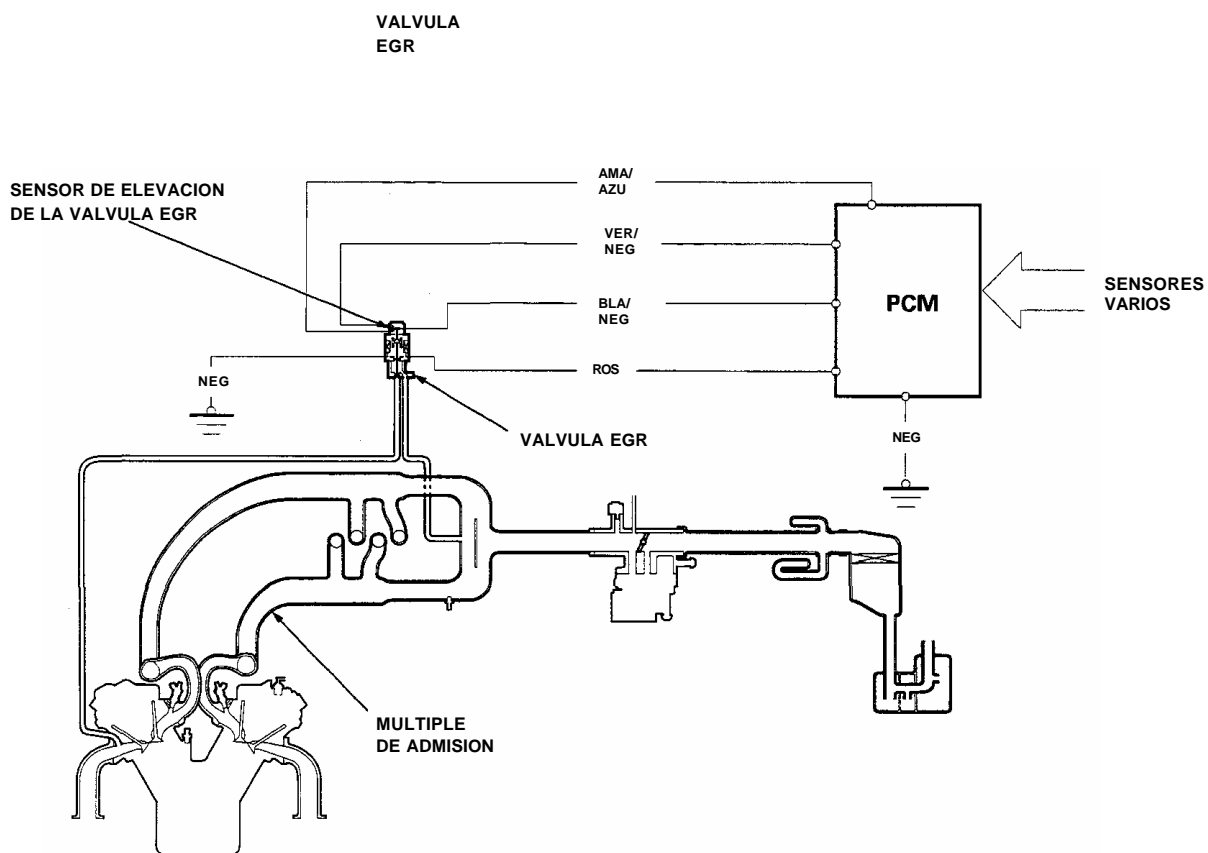 VALVULA
EGR
SENSOR DE ELEVACION
DE LA VALVULA EGR
AMA/
AZU
VER/
NEG
BLA/
NEG
ROS
PCM
SENSORES
VARIOS
NEG
VALVULA EGR
NEG
MULTIPLE
DE ADMISION